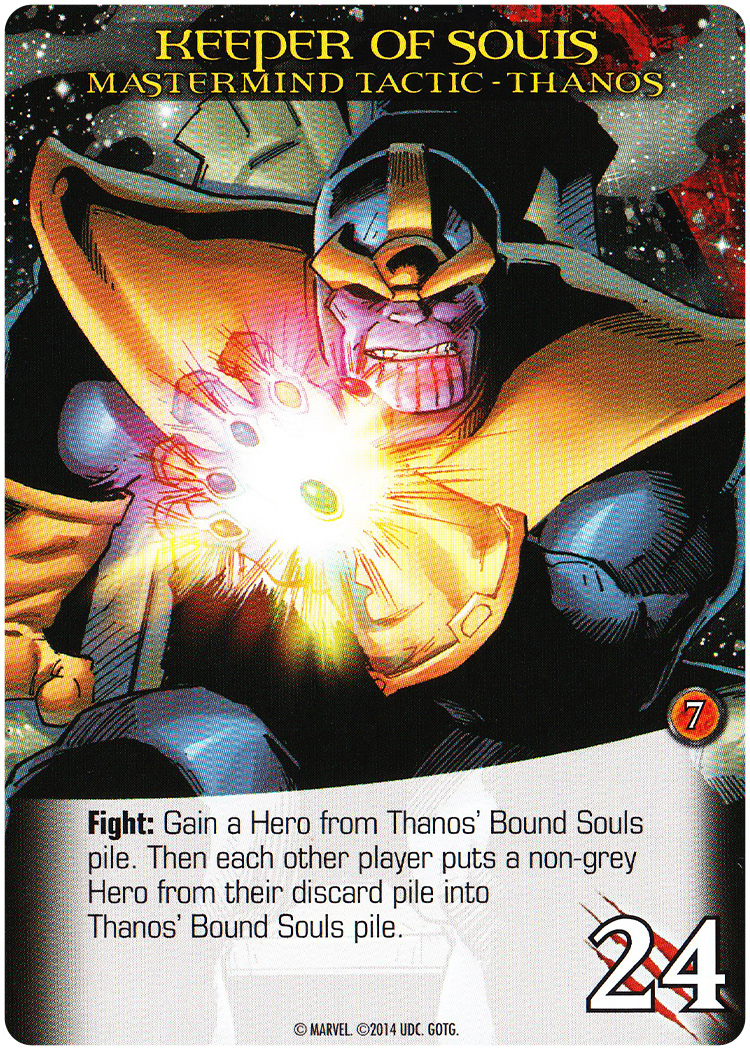 KEEPER OF SOULS
MASTERMIND TACTIC - THANOS
7
Fight: Gain a Hero from Thanos' Bound Souls
pile. Then each other player puts a non-grey
Hero from their discard pile into
Thanos' Bound Souls pile.
24
© MARVEL. ©2014 UDC. GOTG.